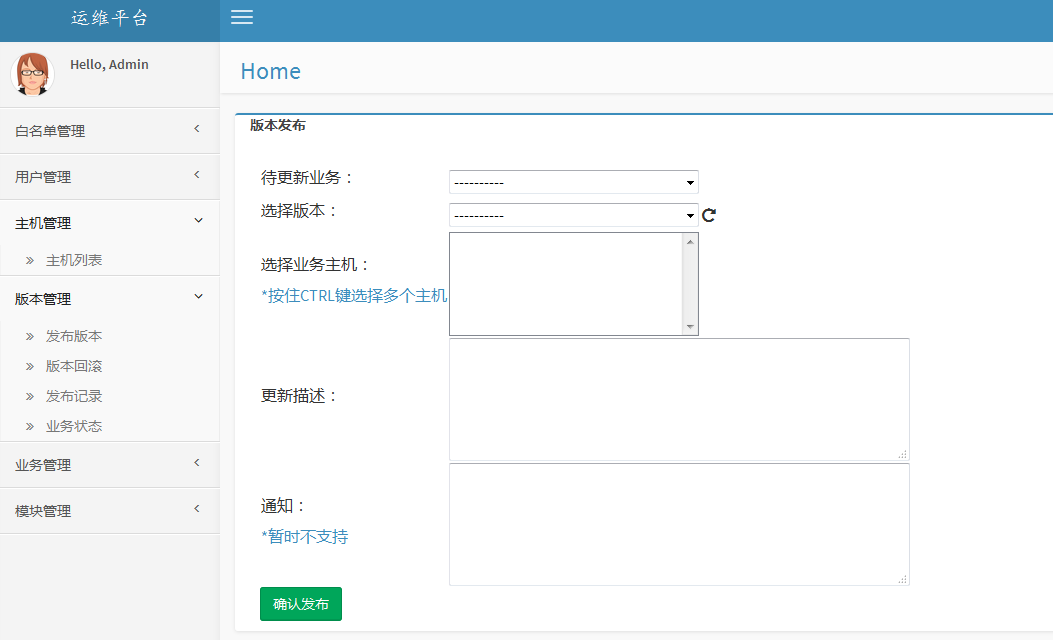 运维平台
Hello, Admin
白名单管理
用户管理
主机管理
主机列表
版本管理
发布版本
版本回滚
发布记录
业务状态
业务管理
模块管理
Home
版本发布
待更新业务：
----------
选择版本：
----------
选择业务主机：
*按住CTRL键选择多个主机
更新描述：
通知：
*暂时不支持
确认发布